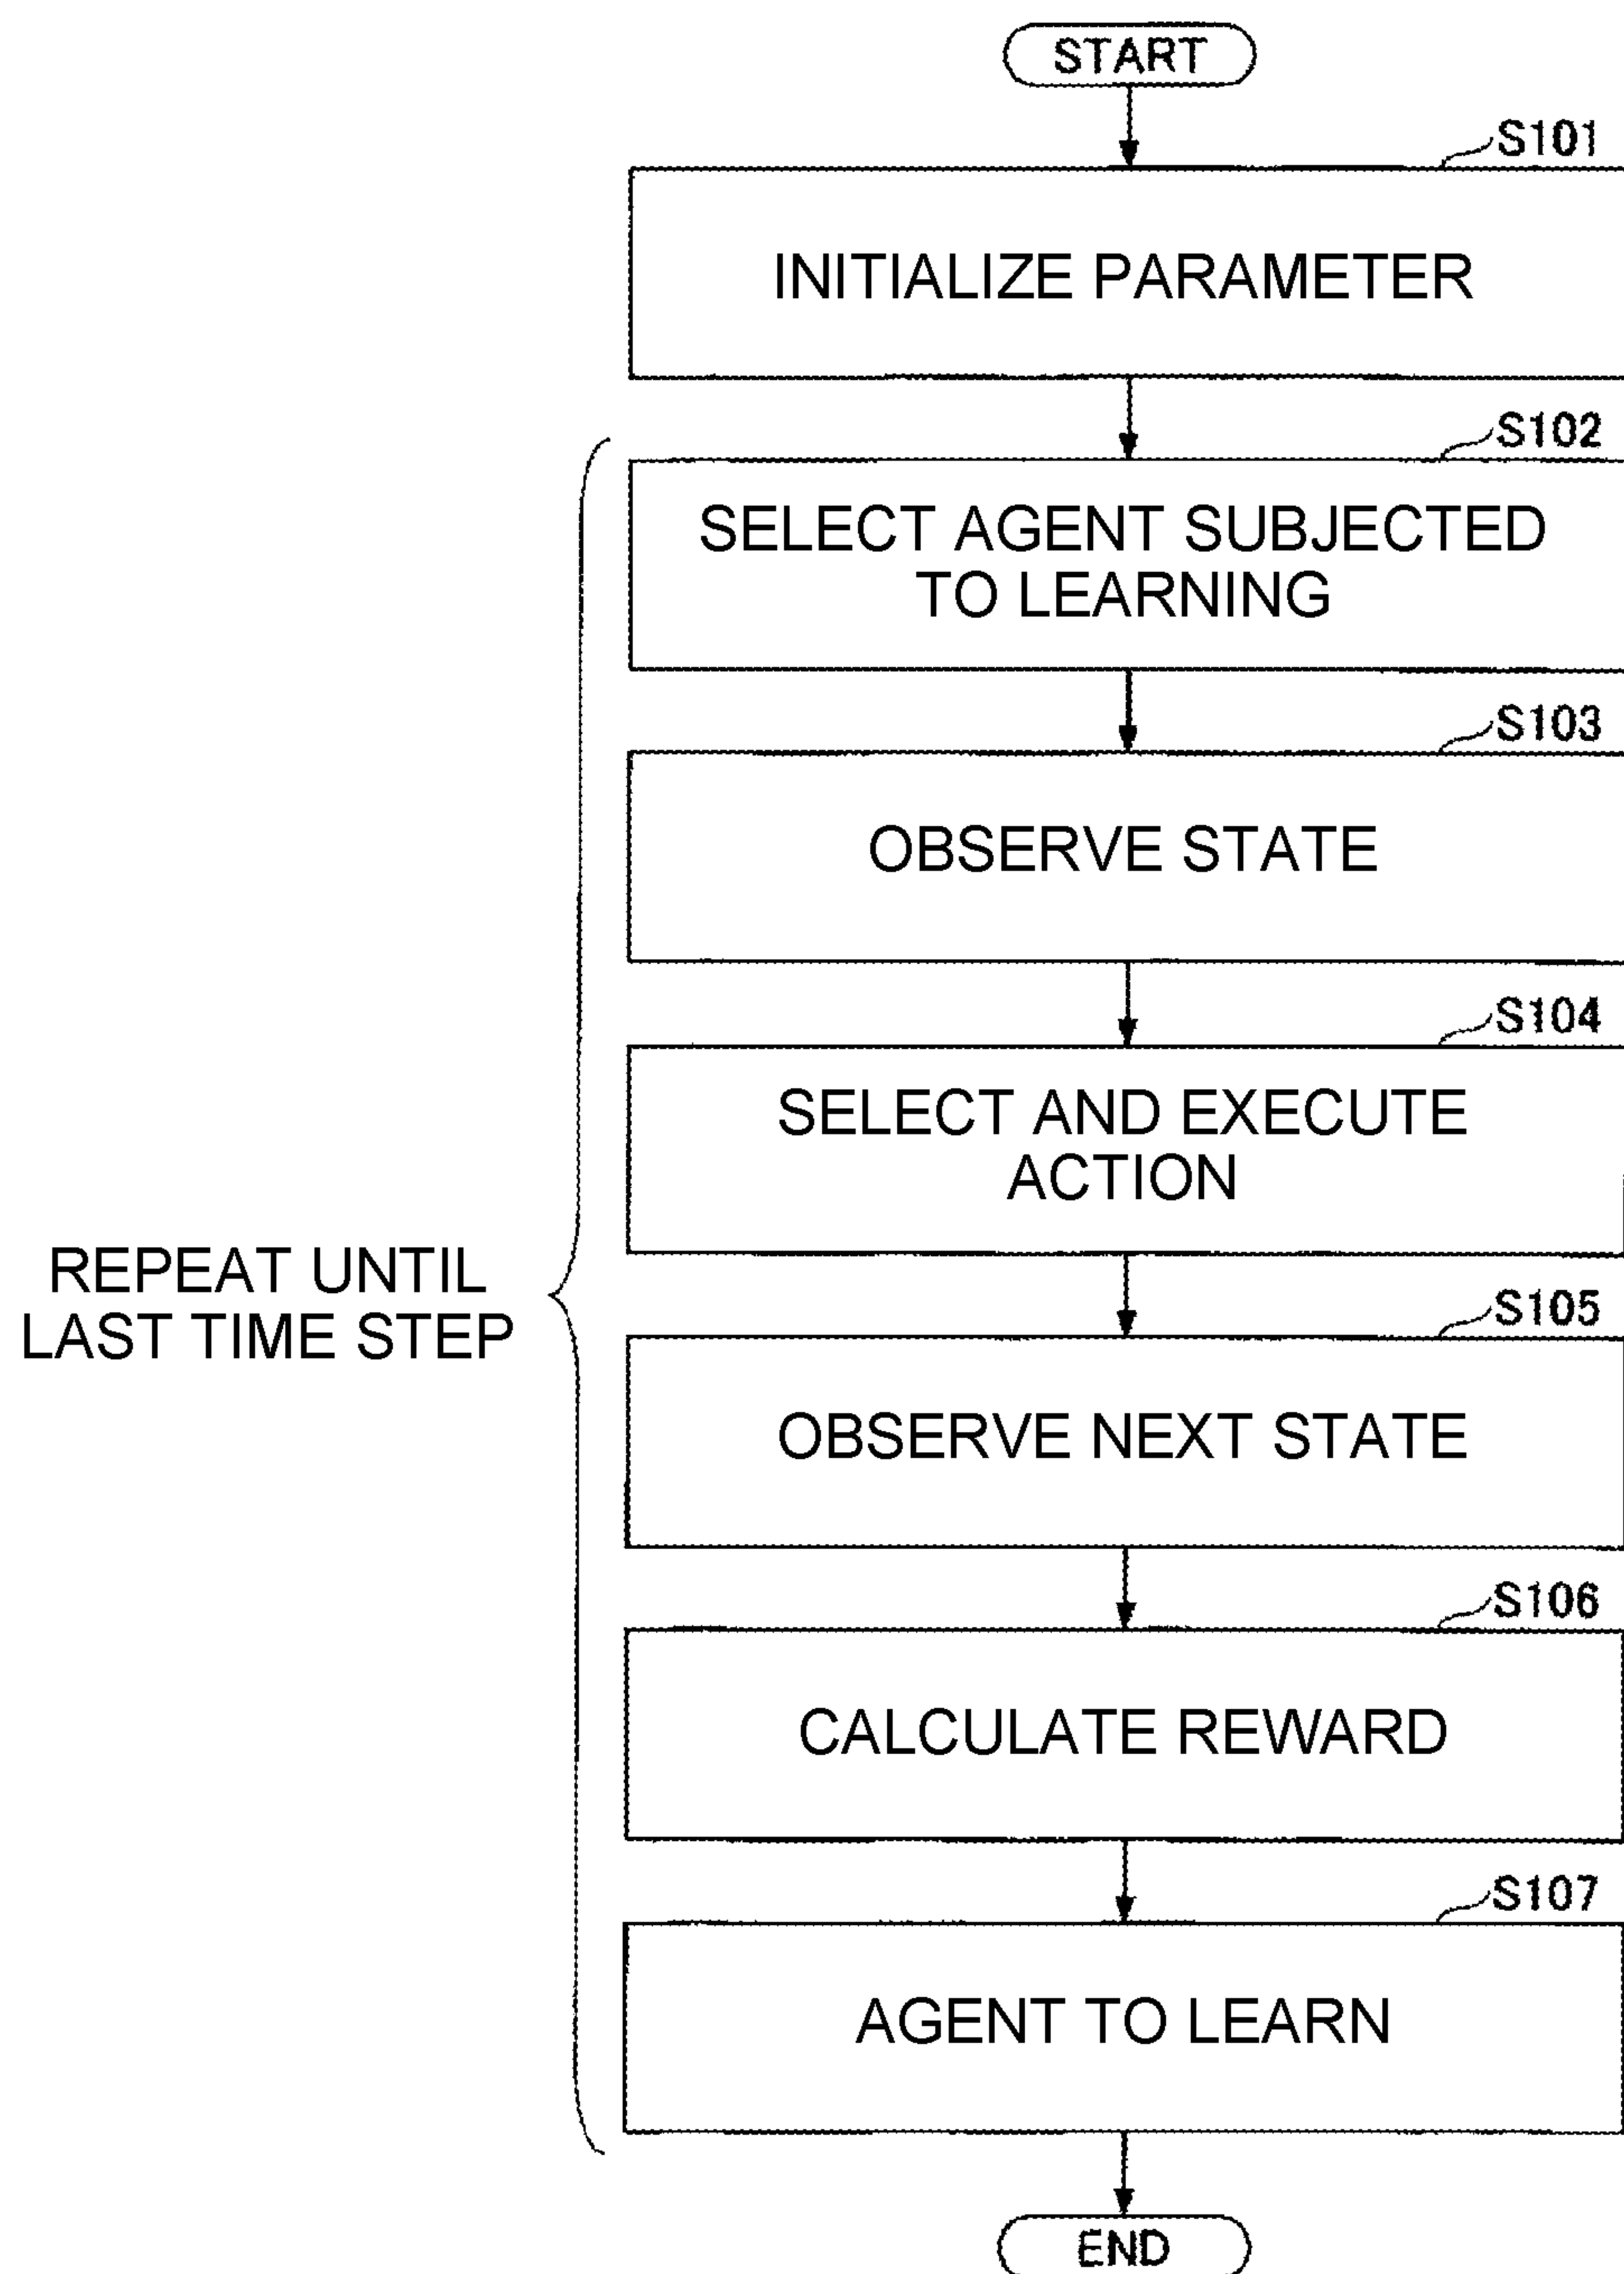 START
S101
INITIALIZE PARAMETER
S102
SELECT AGENT SUBJECTED
TO LEARNING
S103
OBSERVE STATE
S104
SELECT AND EXECUTE
ACTION
REPEAT UNTIL
LAST TIME STEP
S105
OBSERVE NEXT STATE
S106
CALCULATE REWARD
S107
AGENT TO LEARN
END